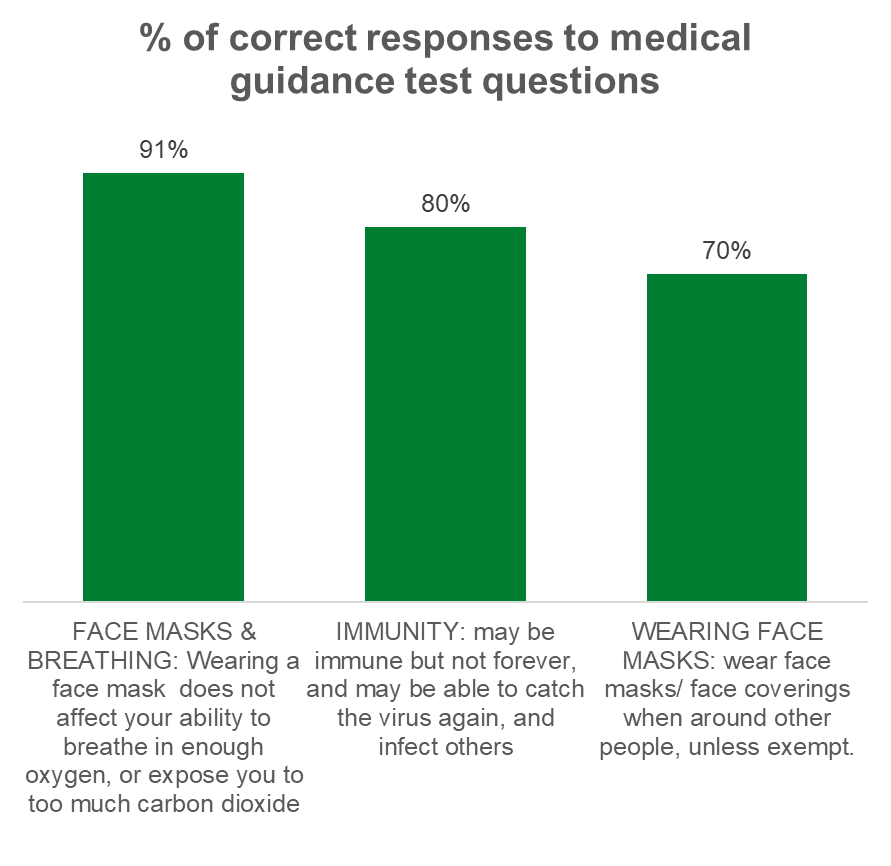 % of correct responses to medical
guidance test questions
91%
80%
70%
FACE MASKS &
BREATHING: Wearing a
face mask  does not
affect your ability to
breathe in enough
oxygen, or expose you to
too much carbon dioxide
IMMUNITY: may be
immune but not forever,
and may be able to catch
the virus again, and
infect others
WEARING FACE
MASKS: wear face
masks/ face coverings
when around other
people, unless exempt.